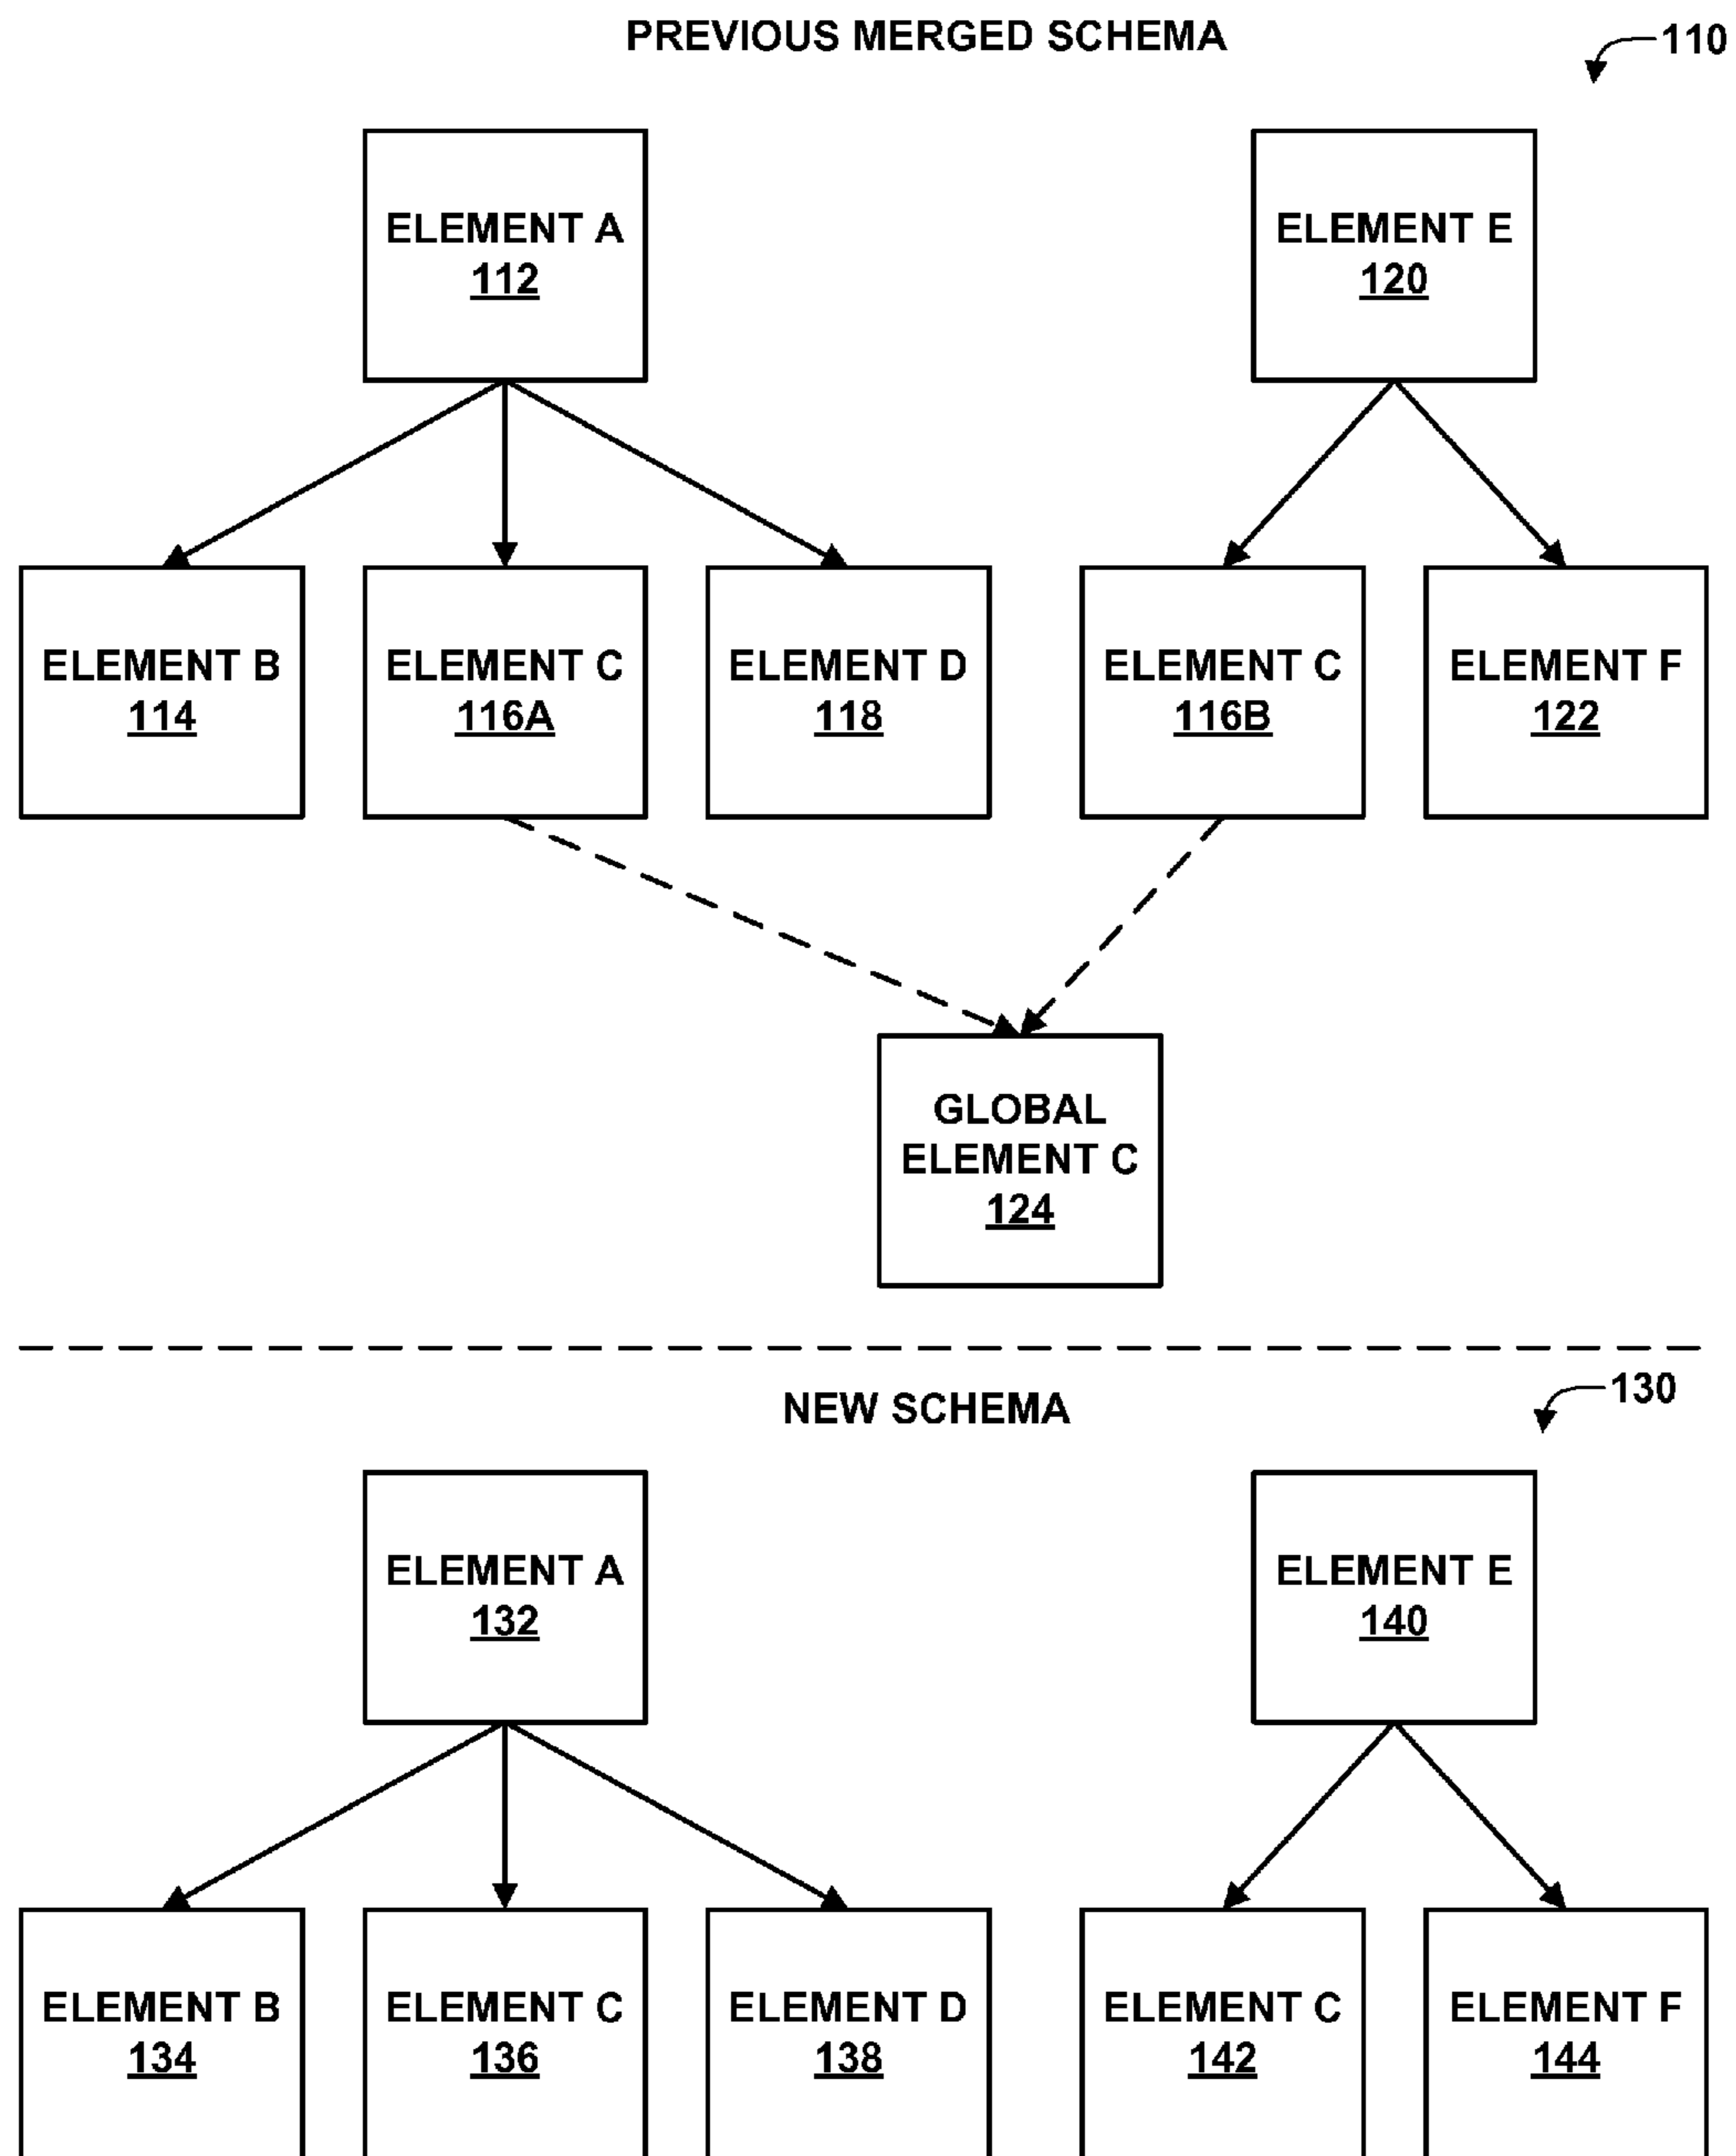 PREVIOUS MERGED SCHEMA
110
ELEMENT A
112
ELEMENT E
120
ELEMENT B
114
ELEMENT C
116A
ELEMENT D
118
ELEMENT C
116B
ELEMENT F
122
GLOBAL
ELEMENT C
124
NEW SCHEMA
130
ELEMENT A
132
ELEMENT E
140
ELEMENT B
134
ELEMENT C
136
ELEMENT D
138
ELEMENT C
142
ELEMENT F
144